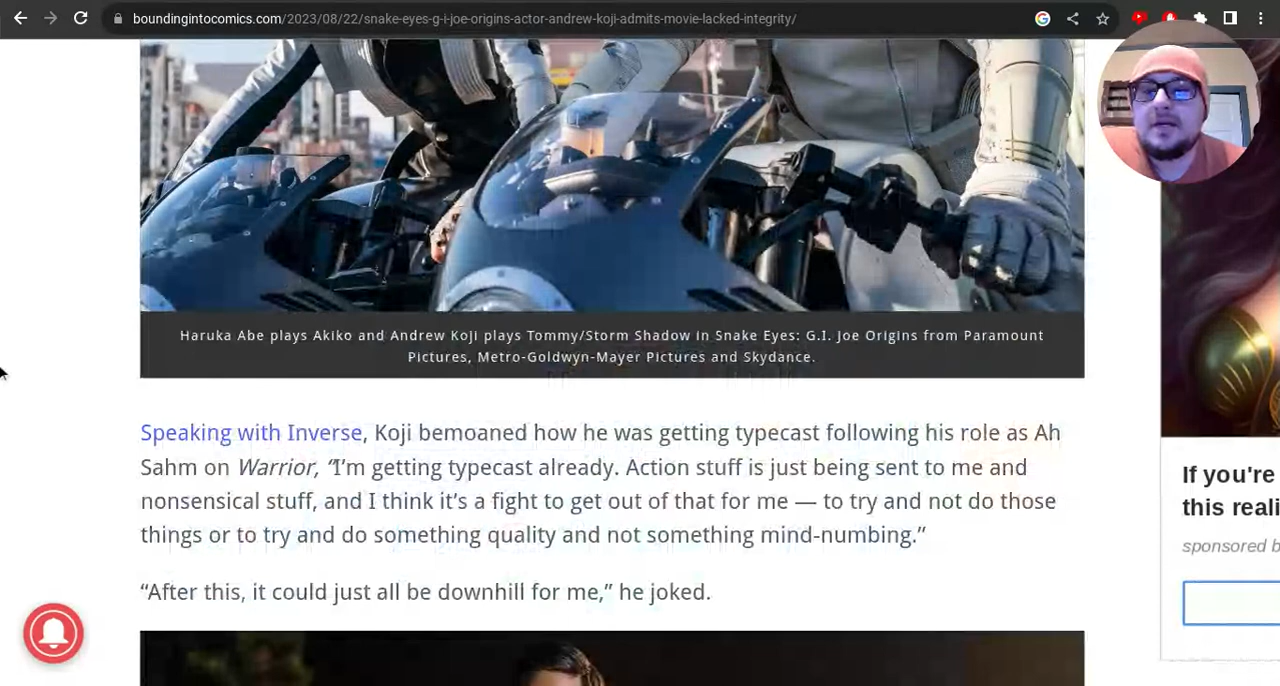 boundingintocomics.com/2023/08/22/snake-eyes-g-i-joe-origins-actor-andrew-koji-admits-movie-lacked-integrity/
Haruka Abe plays Akiko and Andrew Koji plays Tommy/Storm Shadow in Snake Eyes: G.I. Joe Origins from Paramount
Pictures, Metro-Goldwyn-Mayer Pictures and Skydance.
Speaking with Inverse, Koji bemoaned how he was getting typecast following his role as Ah
Sahm on Warrior, “I’m getting typecast already. Action stuff is just being sent to me and
nonsensical stuff, and I think it’s a fight to get out of that for me — to try and not do those
things or to try and do something quality and not something mind-numbing.”
“After this, it could just all be downhill for me,” he joked.
If you're
this reali
sponsored b